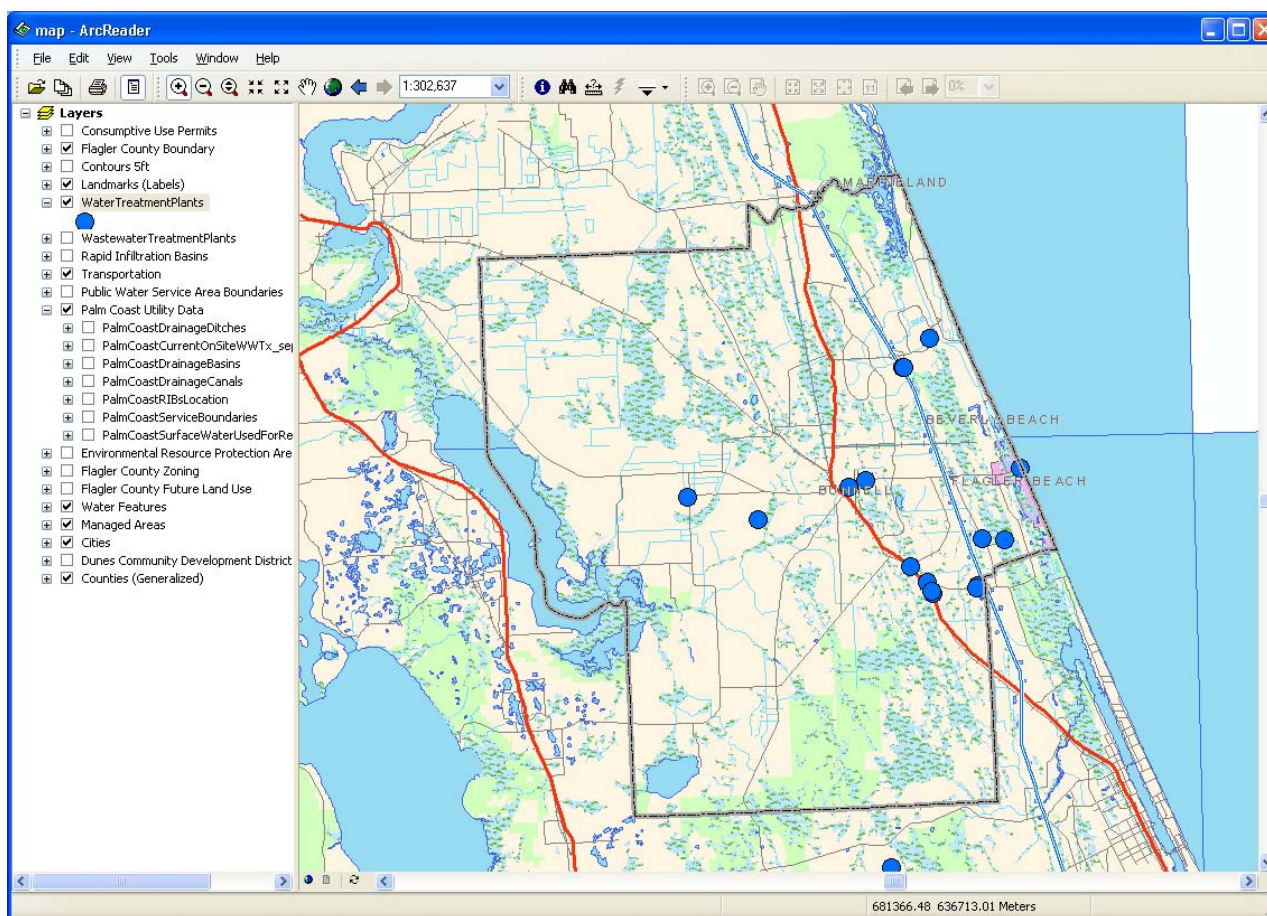 map - ArcReader
File Edit View Tools Window Help
1:302,637
0%
Layers
Consumptive Use Permits
Flagler County Boundary
Contours 5ft
Landmarks (Labels)
WaterTreatmentPlants
WastewaterTreatmentPlants
Rapid Infiltration Basins
Transportation
Public Water Service Area Boundaries
Palm Coast Utility Data
PalmCoastDrainageDitches
PalmCoastCurrentOnSiteWWTx_sep
PalmCoastDrainageBasins
PalmCoastDrainageCanals
PalmCoastRIBsLocation
PalmCoastServiceBoundaries
PalmCoastSurfaceWaterUsedForRe
Environmental Resource Protection Are
Flagler County Zoning
Flagler County Future Land Use
Water Features
Managed Areas
Cities
Dunes Community Development District
Counties (Generalized)
MARINELAND
BEVERLY BEACH
FLAGLER BEACH
BUNNELL
681366.48 636713.01 Meters